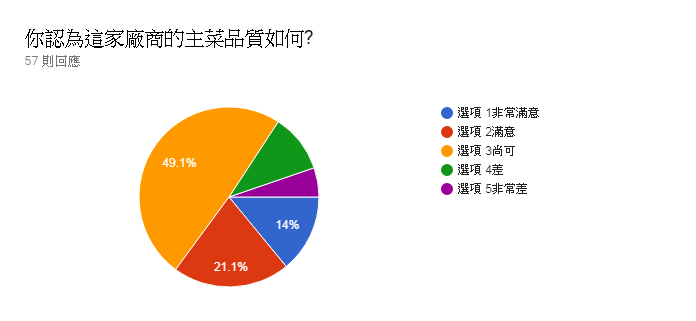 你認為這家廠商的主菜品質如何?
57 則回應
選項 1非常滿意
選項 2滿意
選項 3尚可
選項 4差
選項 5非常差
49.1%
14%
21.1%